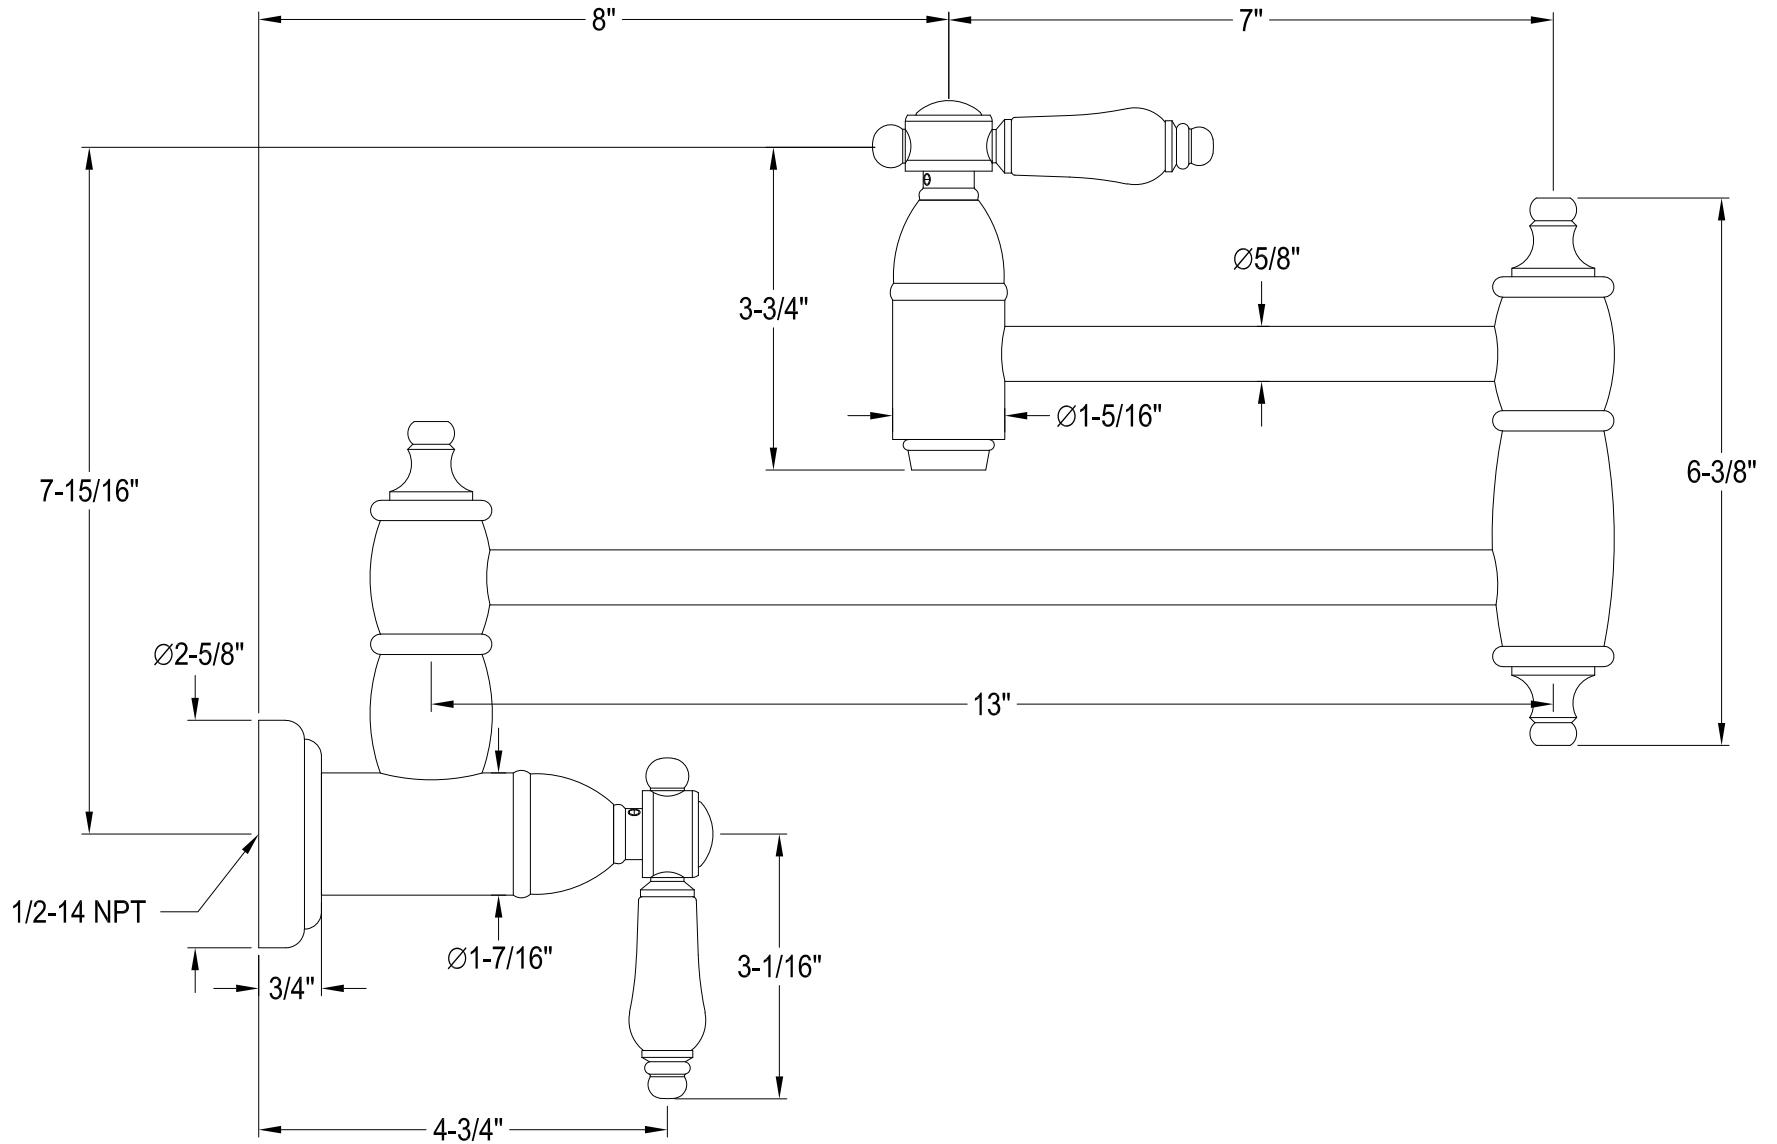 8"
7"
Ø5/8"
3-3/4"
Ø1-5/16"
6-3/8"
7-15/16"
Ø2-5/8"
13"
1/2-14 NPT
Ø1-7/16"
3-1/16"
3/4"
4-3/4"